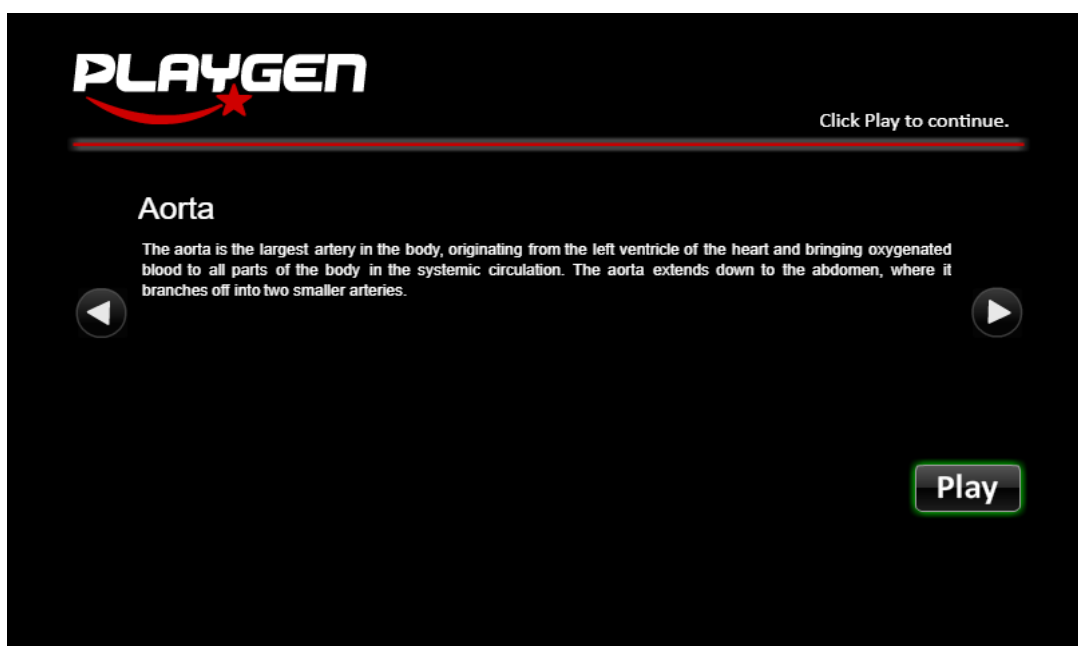 PLAYGEN
Click Play to continue.
Aorta
The aorta is the largest artery in the body, originating from the left ventricle of the heart and bringing oxygenated
blood to all parts of the body in the systemic circulation. The aorta extends down to the abdomen, where it
branches off into two smaller arteries.
Play